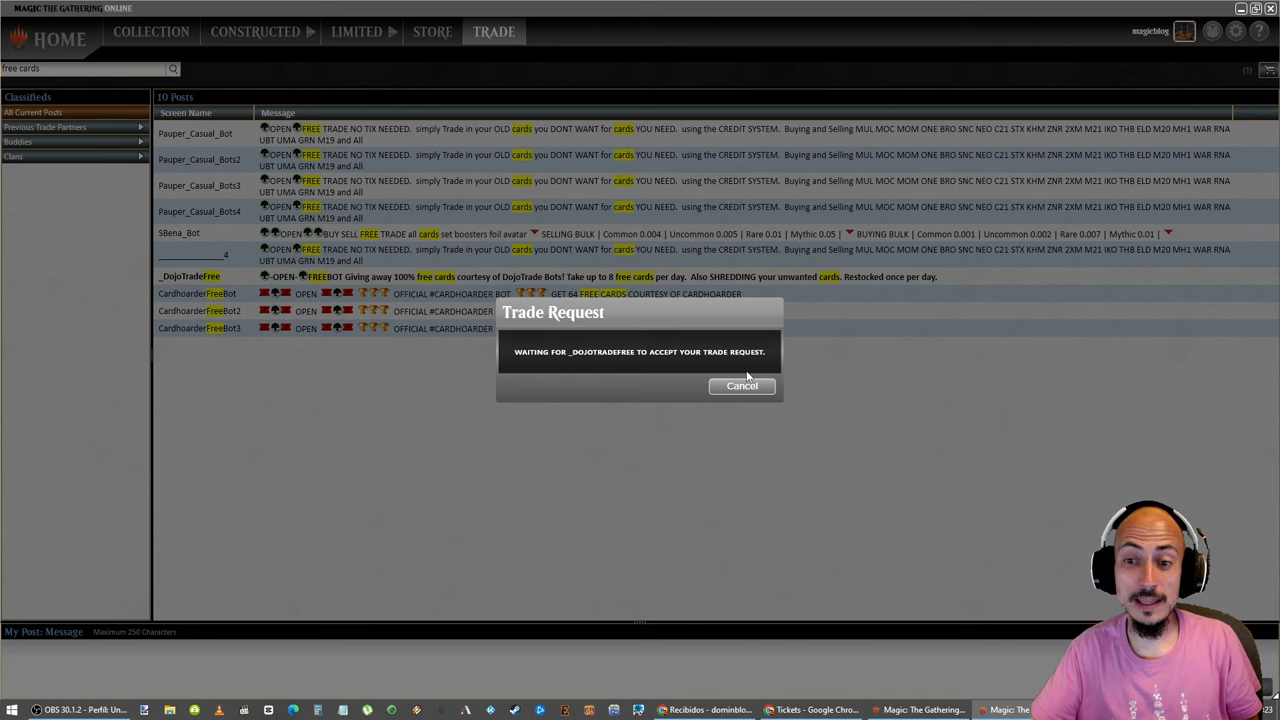 MAGIC THE GATHERING ONLINE
HOME COLLECTION CONSTRUCTED LIMITED STORE TRADE magicblog
free cards (1)
Classifieds 10 Posts
All Current Posts Screen Name Message
Previous Trade Partners
Buddies
Clans
Pauper_Casual_Bot OPEN FREE TRADE NO TIX NEEDED. simply Trade in your OLD cards you DONT WANT for cards YOU NEED. using the CREDIT SYSTEM. Buying and Selling MUL MOC MOM ONE BRO SNC NEO C21 STX KHM ZNR 2XM M21 IKO THB ELD M20 MH1 WAR RNA
UBT UMA GRN M19 and All
Pauper_Casual_Bots2 OPEN FREE TRADE NO TIX NEEDED. simply Trade in your OLD cards you DONT WANT for cards YOU NEED. using the CREDIT SYSTEM. Buying and Selling MUL MOC MOM ONE BRO SNC NEO C21 STX KHM ZNR 2XM M21 IKO THB ELD M20 MH1 WAR RNA
UBT UMA GRN M19 and All
Pauper_Casual_Bots3 OPEN FREE TRADE NO TIX NEEDED. simply Trade in your OLD cards you DONT WANT for cards YOU NEED. using the CREDIT SYSTEM. Buying and Selling MUL MOC MOM ONE BRO SNC NEO C21 STX KHM ZNR 2XM M21 IKO THB ELD M20 MH1 WAR RNA
UBT UMA GRN M19 and All
Pauper_Casual_Bots4 OPEN FREE TRADE NO TIX NEEDED. simply Trade in your OLD cards you DONT WANT for cards YOU NEED. using the CREDIT SYSTEM. Buying and Selling MUL MOC MOM ONE BRO SNC NEO C21 STX KHM ZNR 2XM M21 IKO THB ELD M20 MH1 WAR RNA
UBT UMA GRN M19 and All
SBena_Bot OPEN BUY SELL FREE TRADE all cards set boosters foil avatar SELLING BULK | Common 0.004 | Uncommon 0.005 | Rare 0.01 | Mythic 0.05 | BUYING BULK | Common 0.001 | Uncommon 0.002 | Rare 0.007 | Mythic 0.01 |
_______________4 OPEN FREE TRADE NO TIX NEEDED. simply Trade in your OLD cards you DONT WANT for cards YOU NEED. using the CREDIT SYSTEM. Buying and Selling MUL MOC MOM ONE BRO SNC NEO C21 STX KHM ZNR 2XM M21 IKO THB ELD M20 MH1 WAR RNA
UBT UMA GRN M19 and All
_DojoTradeFree -OPEN- FREEBOT Giving away 100% free cards courtesy of DojoTrade Bots! Take up to 8 free cards per day. Also SHREDDING your unwanted cards. Restocked once per day.
CardhoarderFreeBot OPEN OFFICIAL #CARDHOARDER BOT GET 64 FREE CARDS COURTESY OF CARDHOARDER
CardhoarderFreeBot2 OPEN OFFICIAL #CARDHOARDER
CardhoarderFreeBot3 OPEN OFFICIAL #CARDHOARDER
Trade Request
WAITING FOR _DOJOTRADEFREE TO ACCEPT YOUR TRADE REQUEST.
Cancel
My Post: Message Maximum 250 Characters
OBS 30.1.2 - Perfil: Un... Recibidos - dominblo... Tickets - Google Chro... Magic: The Gathering... Magic: The :23